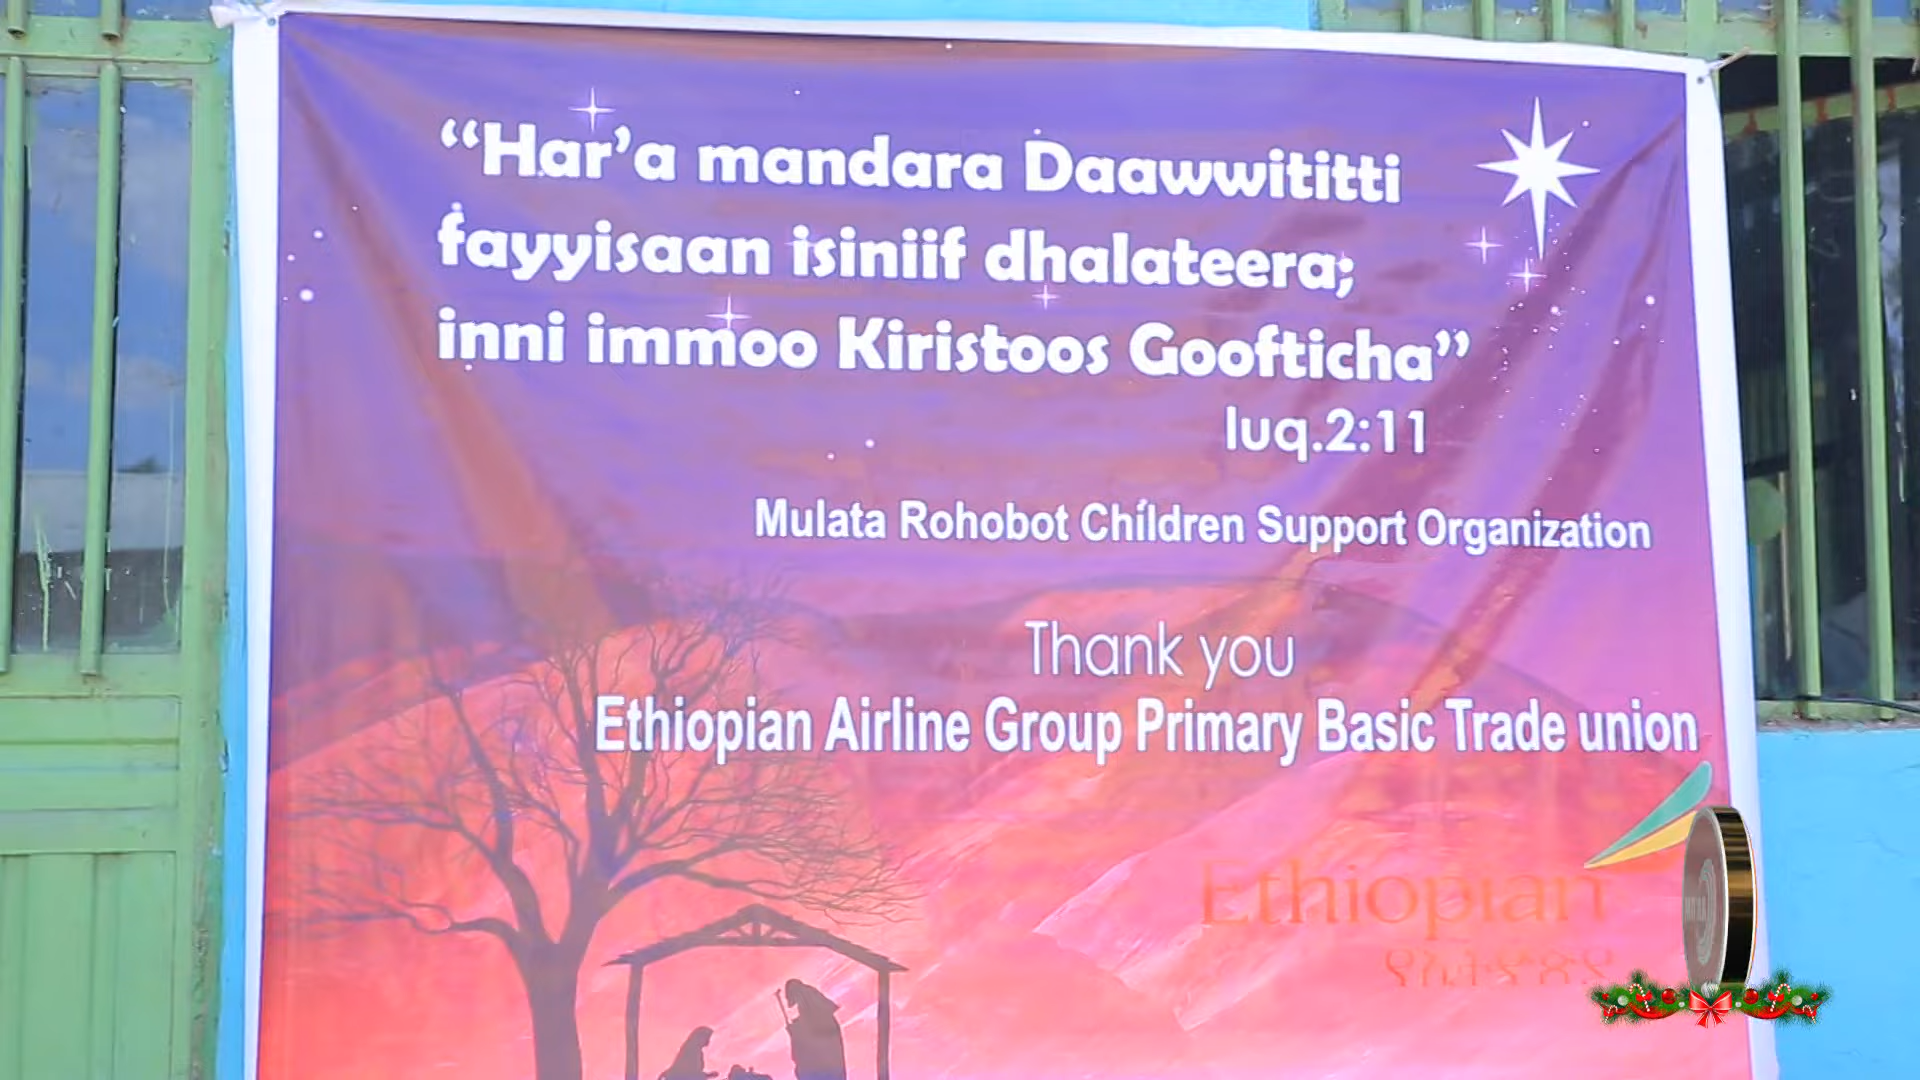 “Har’a mandara Daawwititti
fayyisaan isiniif dhalateera;
inni immoo Kiristoos Goofticha”
luq.2:11
Mulata Rohobot Children Support Organization
Thank you
Ethiopian Airline Group Primary Basic Trade union
Ethiopian
የኢትዮጵያ